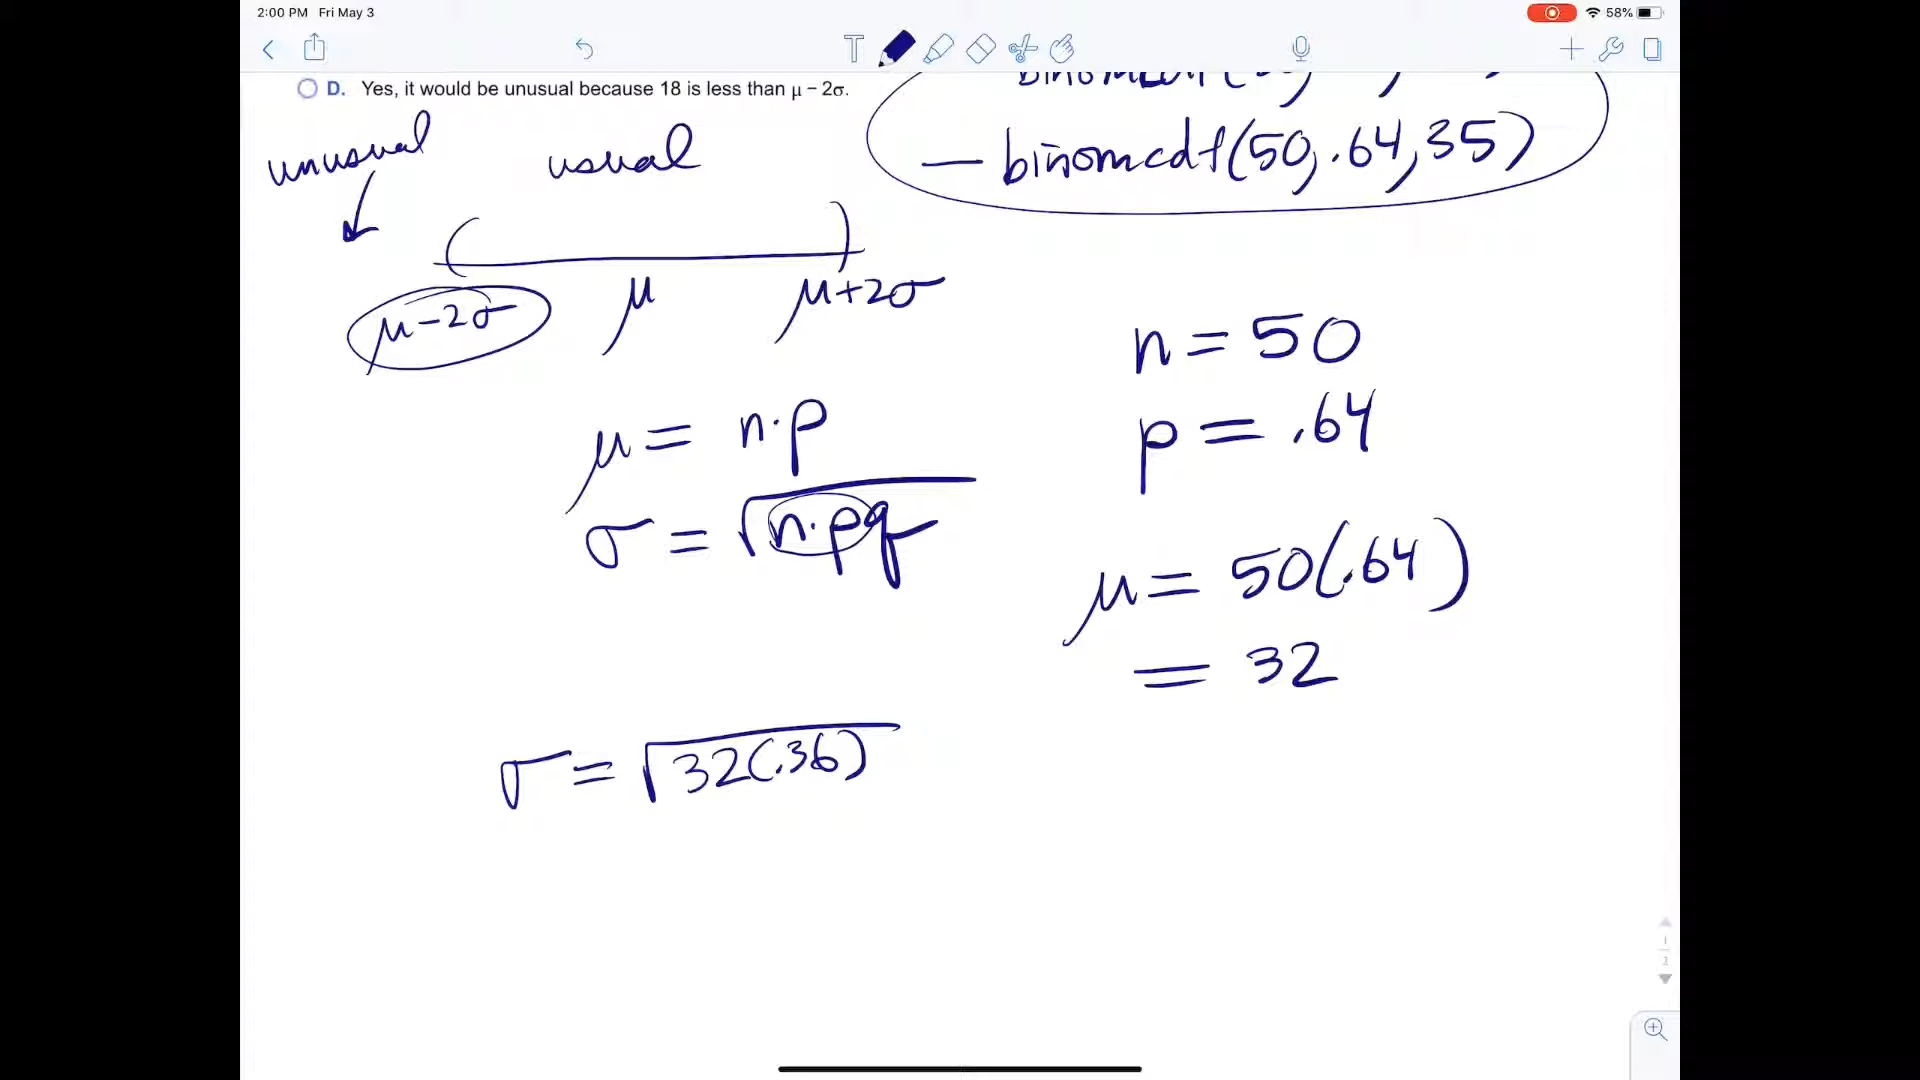 2:00 PM Fri May 3
58%
D. Yes, it would be unusual because 18 is less than μ − 2σ.
− binomcdf(50, .64, 35)
unusual
usual
μ−2σ
μ
μ+2σ
n = 50
p = .64
μ = n·p
σ = √n·pq
μ = 50(.64)
= 32
σ = √32(.36)